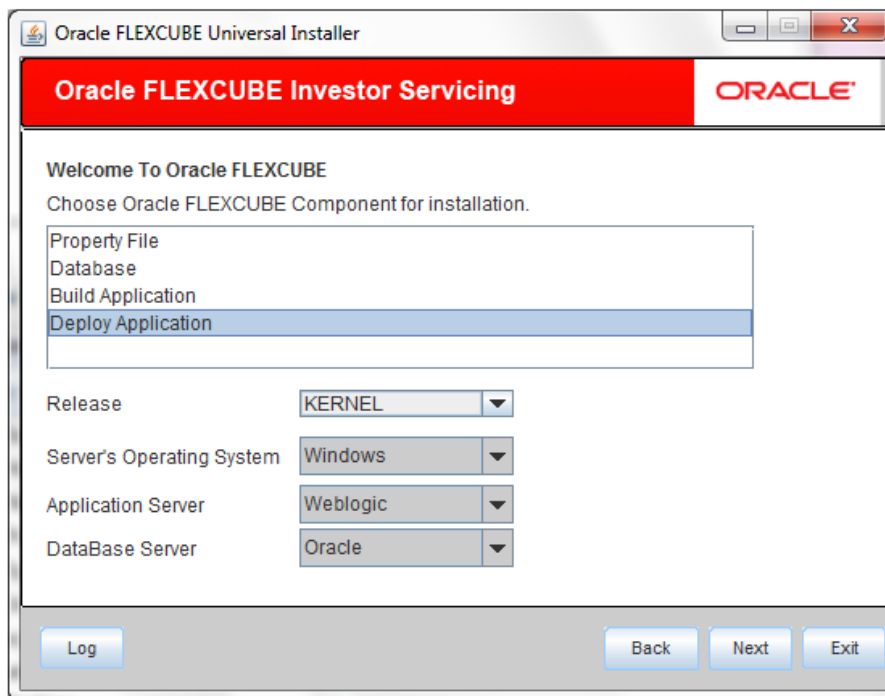 Oracle FLEXCUBE Universal Installer
Oracle FLEXCUBE Investor Servicing
ORACLE
Welcome To Oracle FLEXCUBE
Choose Oracle FLEXCUBE Component for installation.
Property File
Database
Build Application
Deploy Application
Release KERNEL
Server's Operating System Windows
Application Server Weblogic
DataBase Server Oracle
Log Back Next Exit